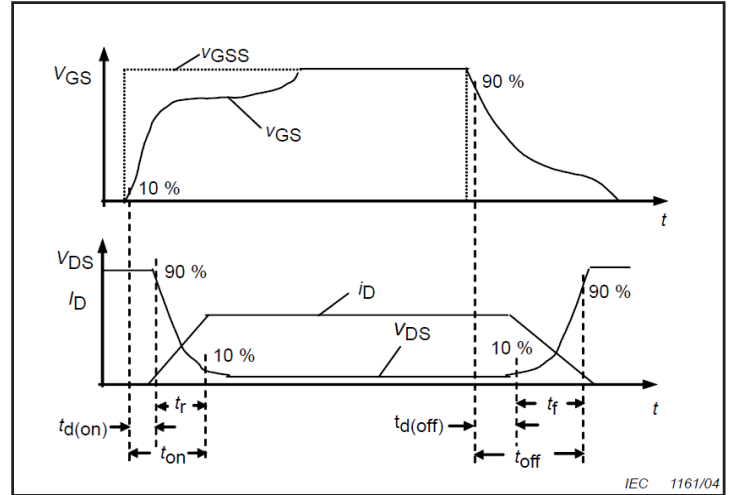 vGSS
VGS
90 %
vGS
10 %
t
VDS
90 %
iD
ID
90 %
vDS
10 %
10 %
tr
tf
t
td(on)
td(off)
ton
toff
IEC 1161/04